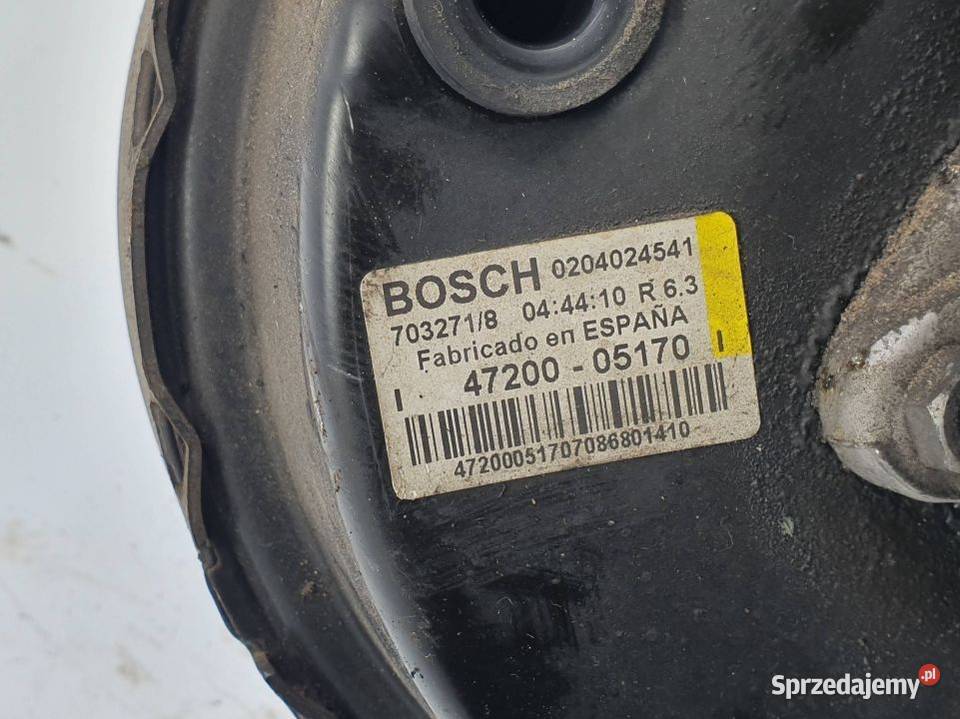 BOSCH 0204024541
703271/8 04:44:10 R 6.3
Fabricado en ESPAÑA
I 47200 - 05170 I
47200051707086801410
Sprzedajemy.pl